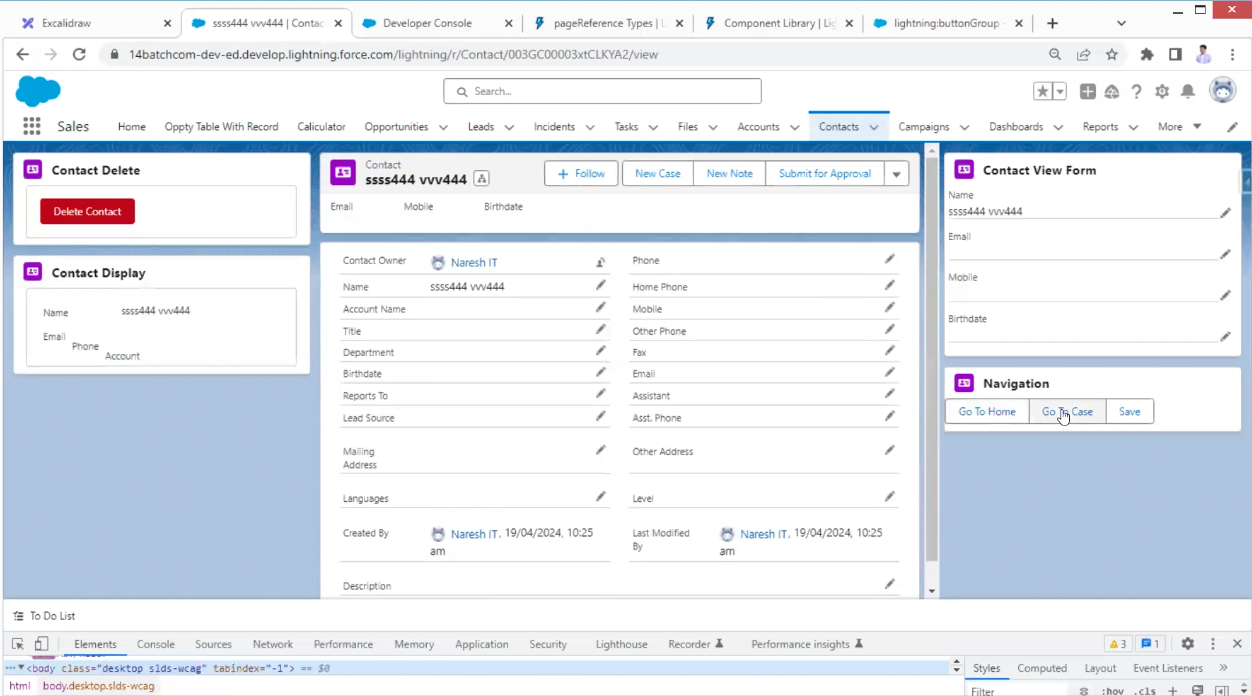 Excalidraw
ssss444 vvv444 | Contac
Developer Console
pageReference Types | L
Component Library | Lig
lightning:buttonGroup -
14batchcom-dev-ed.develop.lightning.force.com/lightning/r/Contact/003GC00003xtCLKYA2/view
Search...
Sales
Home
Oppty Table With Record
Calculator
Opportunities
Leads
Incidents
Tasks
Files
Accounts
Contacts
Campaigns
Dashboards
Reports
More
Contact Delete
Delete Contact
Contact Display
Name ssss444 vvv444
Email
Phone
Account
Contact
ssss444 vvv444
Follow
New Case
New Note
Submit for Approval
Email Mobile Birthdate
Contact Owner Naresh IT
Phone
Name ssss444 vvv444
Home Phone
Account Name
Mobile
Title
Other Phone
Department
Fax
Birthdate
Email
Reports To
Assistant
Lead Source
Asst. Phone
Mailing
Address
Other Address
Languages
Level
Created By Naresh IT, 19/04/2024, 10:25
am
Last Modified
By
Naresh IT, 19/04/2024, 10:25
am
Description
Contact View Form
Name
ssss444 vvv444
Email
Mobile
Birthdate
Navigation
Go To Home
Go To Case
Save
To Do List
Elements
Console
Sources
Network
Performance
Memory
Application
Security
Lighthouse
Recorder
Performance insights
3
1
<body class="desktop slds-wcag" tabindex="-1"> == $0
html body.desktop.slds-wcag
Styles
Computed
Layout
Event Listeners
Filter
:hov
.cls